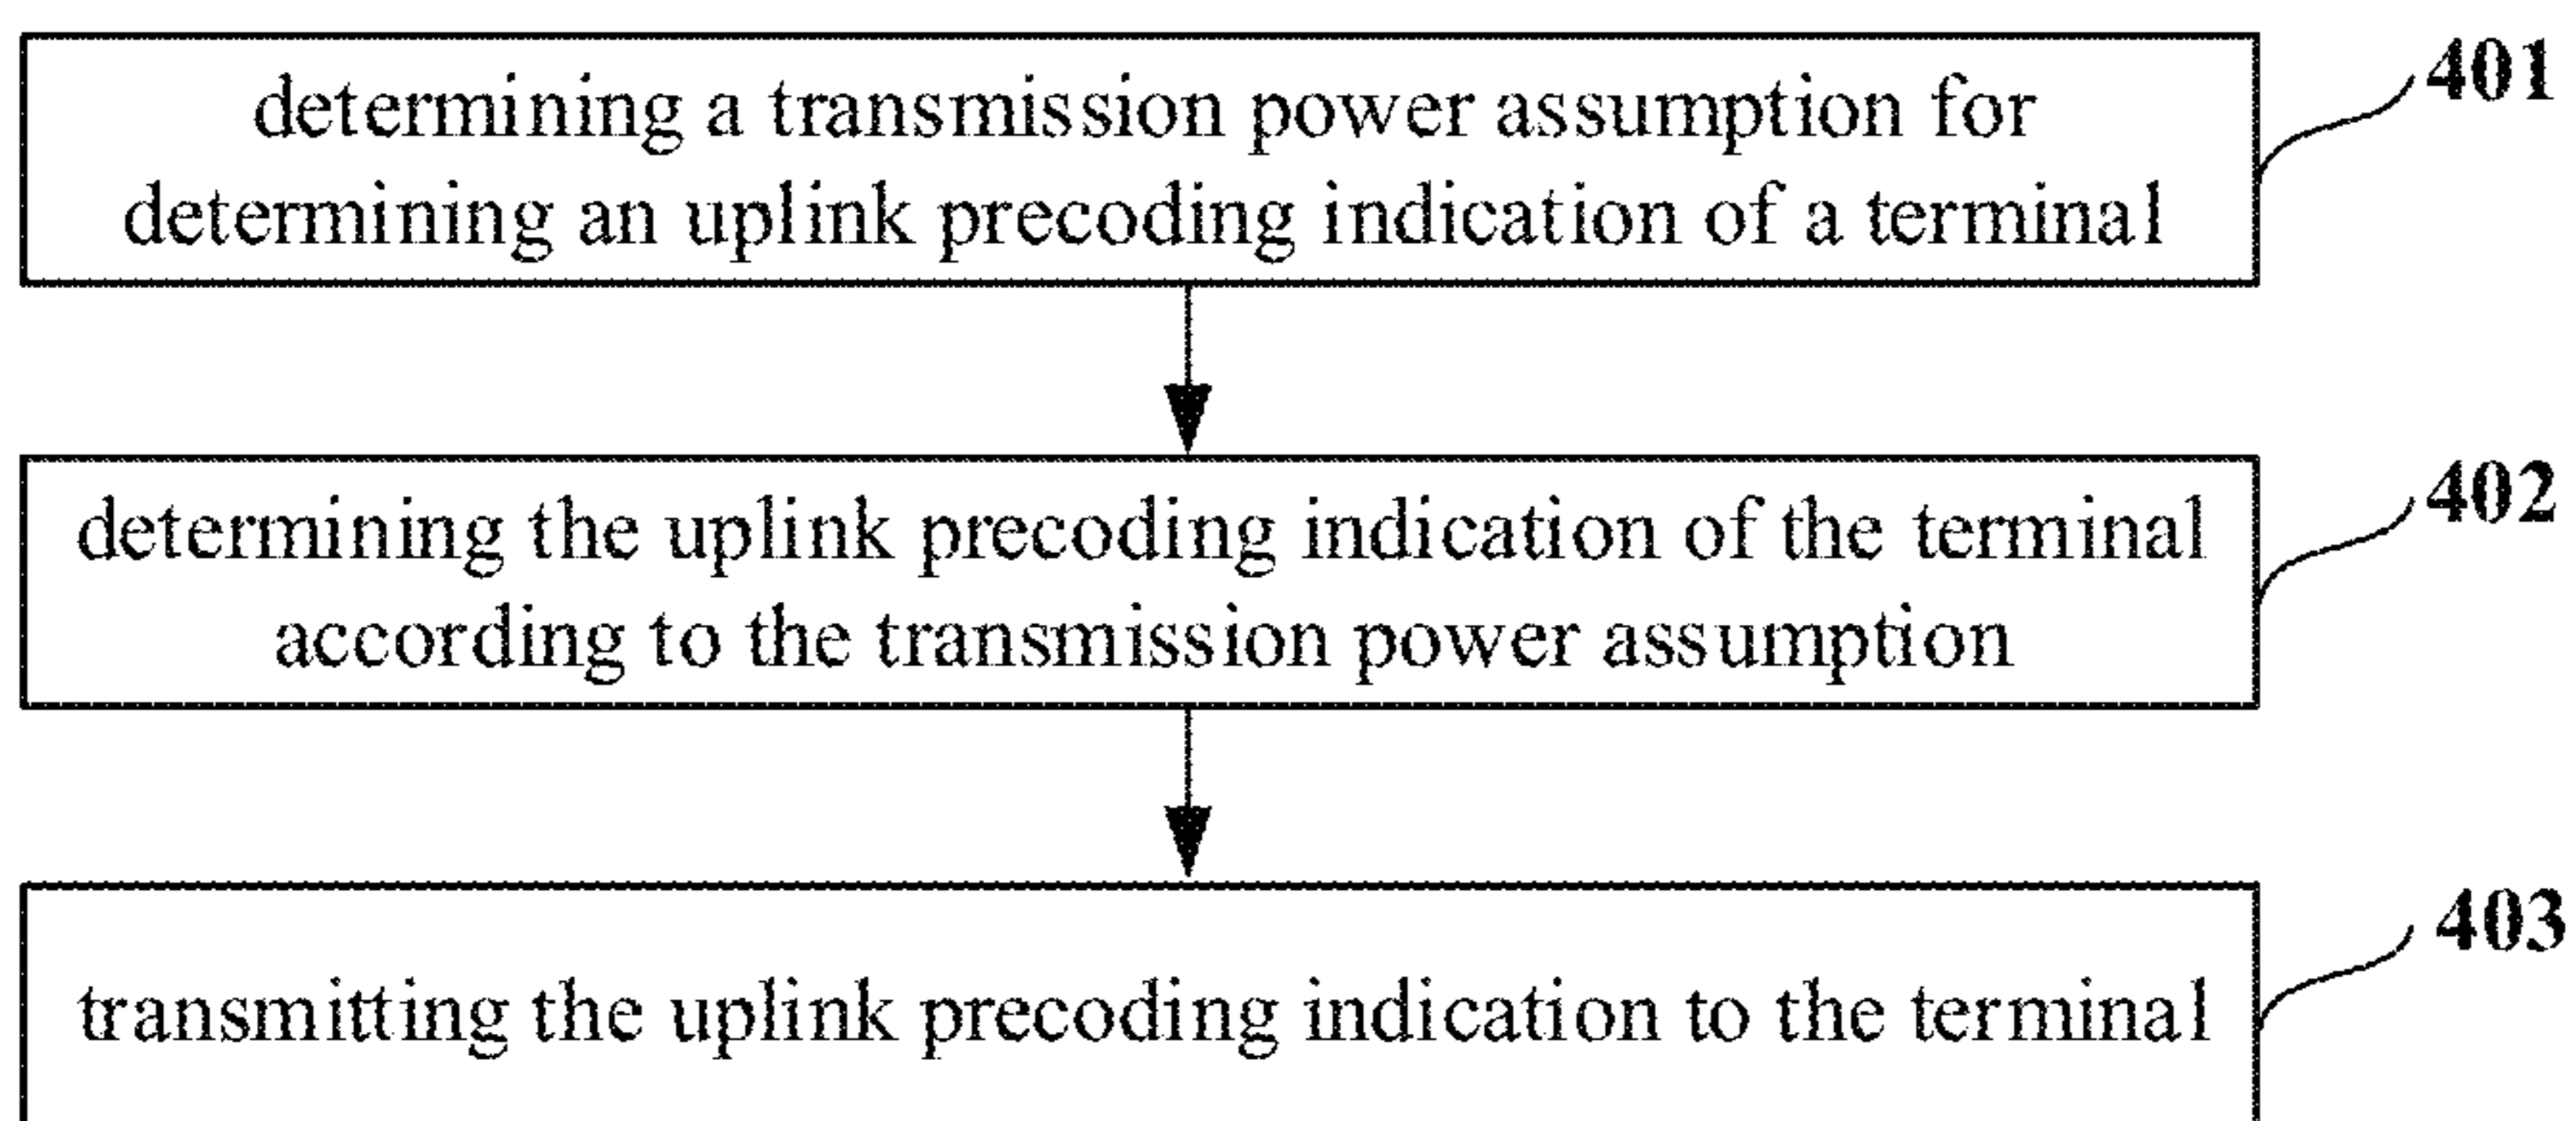 determining a transmission power assumption for
401
determining an uplink precoding indication of a terminal
determining the uplink precoding indication of the terminal
402
according to the transmission power assumption
403
transmitting the uplink precoding indication to the terminal